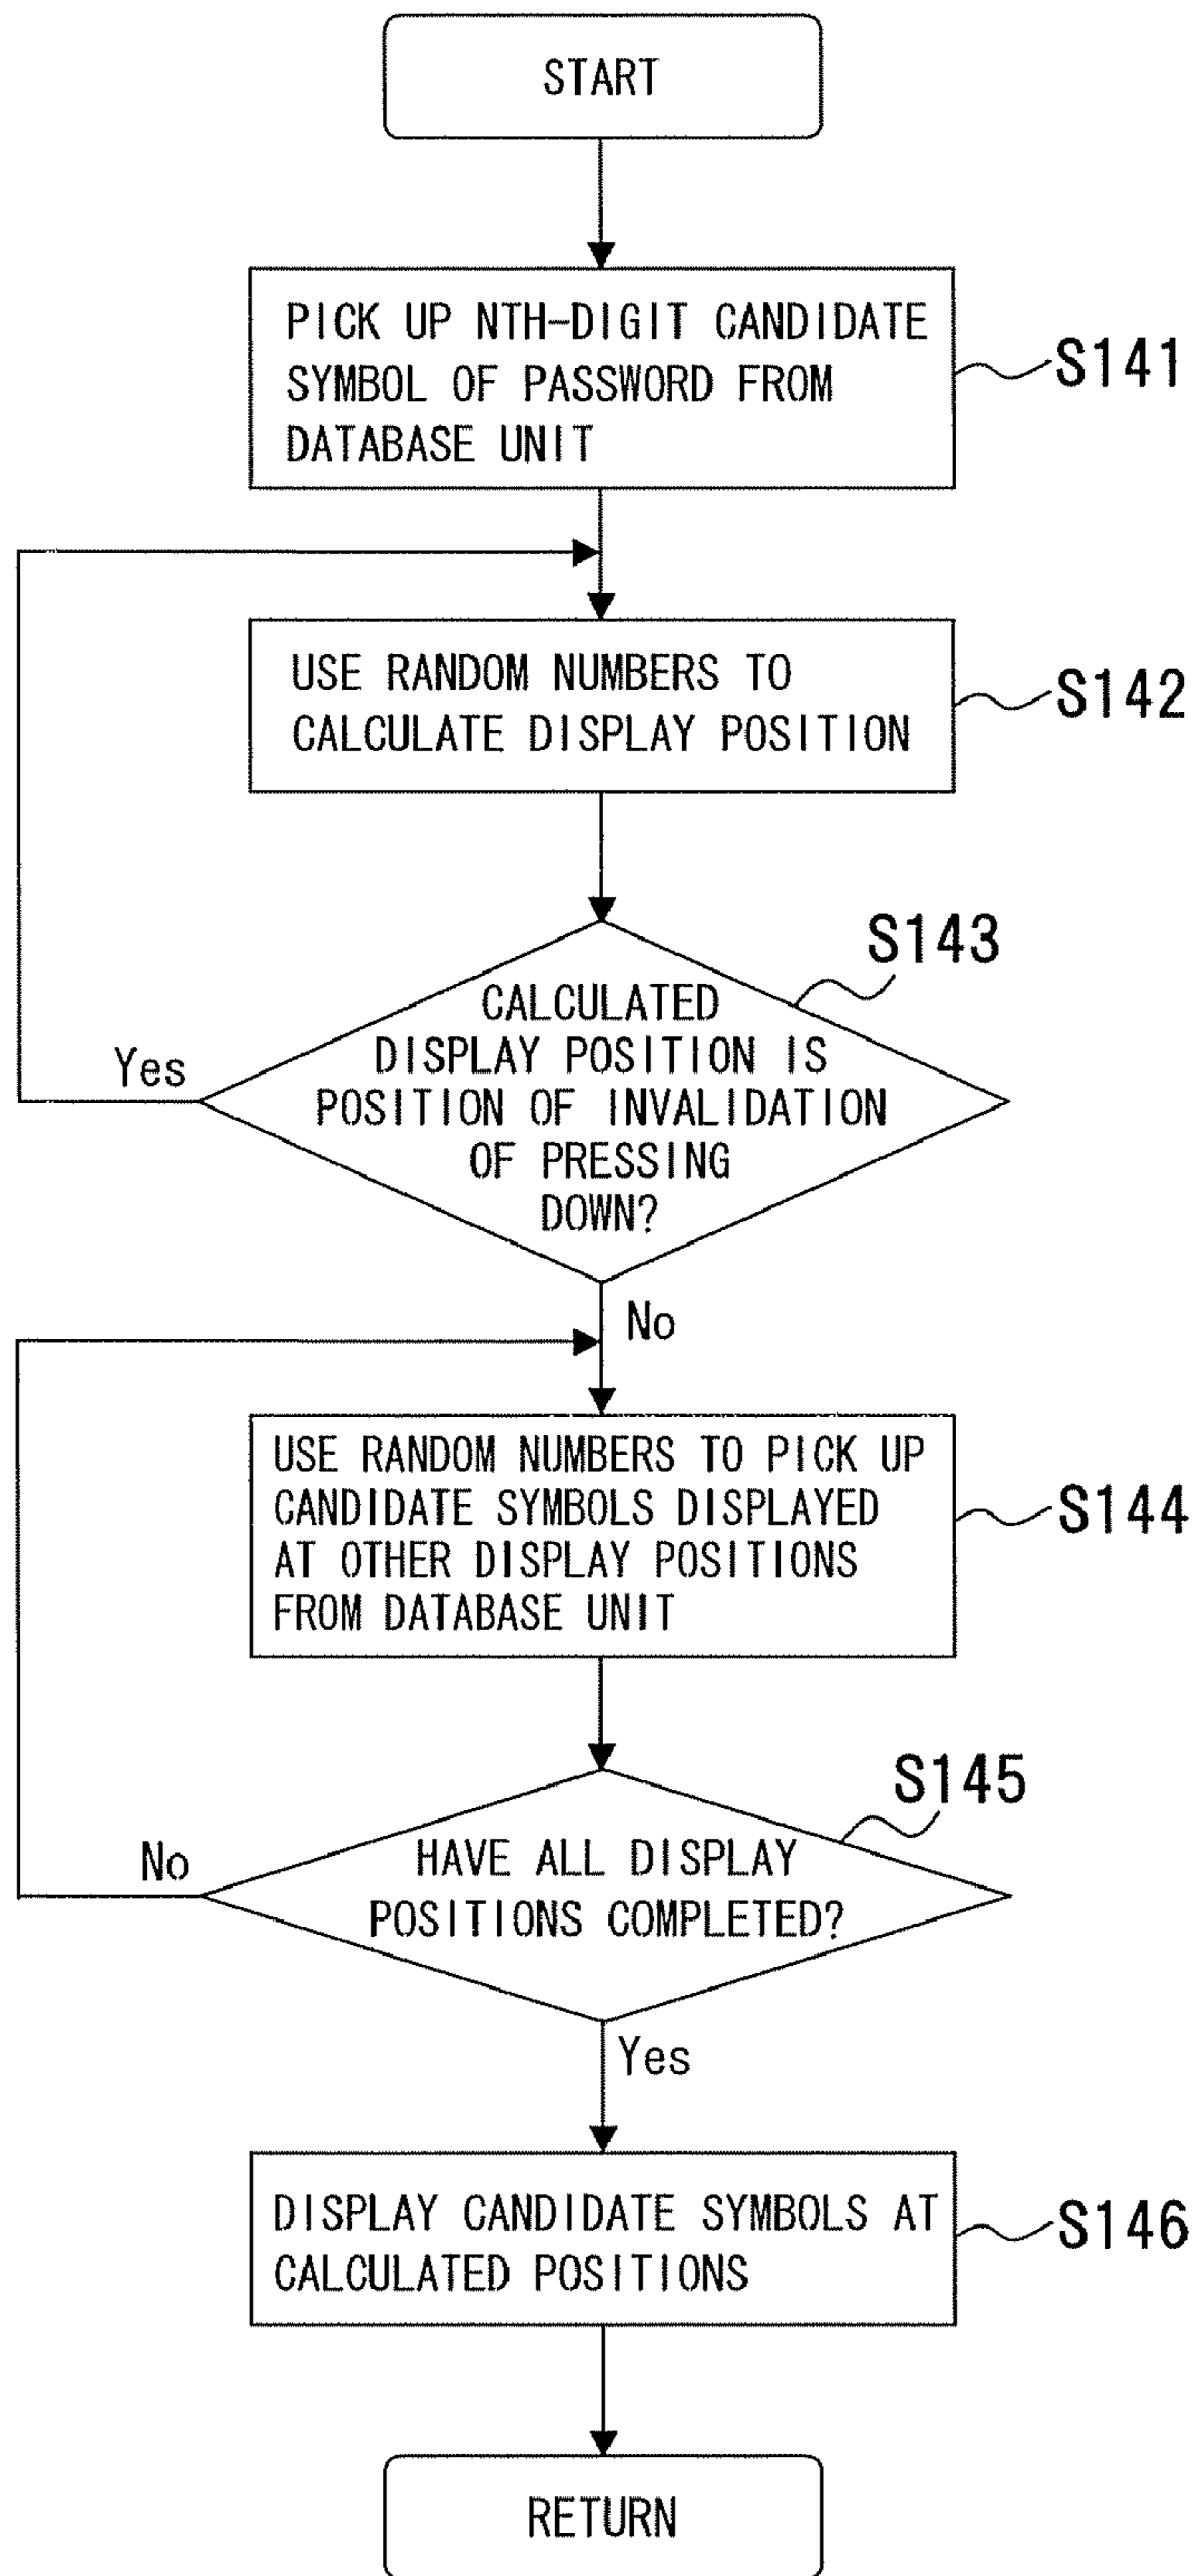 START
PICK UP NTH-DIGIT CANDIDATE
SYMBOL OF PASSWORD FROM
DATABASE UNIT
S141
USE RANDOM NUMBERS TO
CALCULATE DISPLAY POSITION
S142
S143
CALCULATED
DISPLAY POSITION IS
POSITION OF INVALIDATION
OF PRESSING
DOWN?
Yes
No
USE RANDOM NUMBERS TO PICK UP
CANDIDATE SYMBOLS DISPLAYED
AT OTHER DISPLAY POSITIONS
FROM DATABASE UNIT
S144
S145
HAVE ALL DISPLAY
POSITIONS COMPLETED?
No
Yes
DISPLAY CANDIDATE SYMBOLS AT
CALCULATED POSITIONS
S146
RETURN